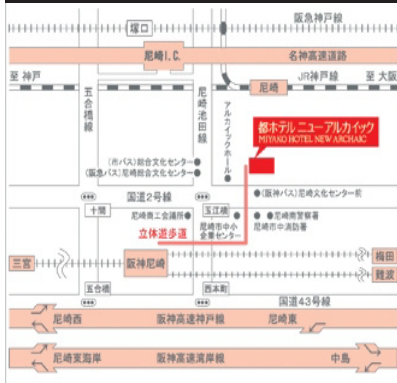 阪急神戸線
塚口
尼崎I.C.
名神高速道路
至 神戸
JR神戸線
至 大阪
尼崎
五合橋線
尼崎池田線
アルカイックホール
都ホテル ニューアルカイック
MIYAKO HOTEL NEW ARCHAIC
(市バス)総合文化センター
(阪急バス)尼崎総合文化センター
(阪神バス)尼崎文化センター前
国道2号線
十間
尼崎商工会議所
玉江橋
尼崎市中小
企業センター
尼崎南警察署
尼崎市中消防署
立体遊歩道
三宮
阪神尼崎
梅田
難波
五合橋
西本町
国道43号線
尼崎西
阪神高速神戸線
尼崎東
尼崎東海岸
阪神高速湾岸線
中島